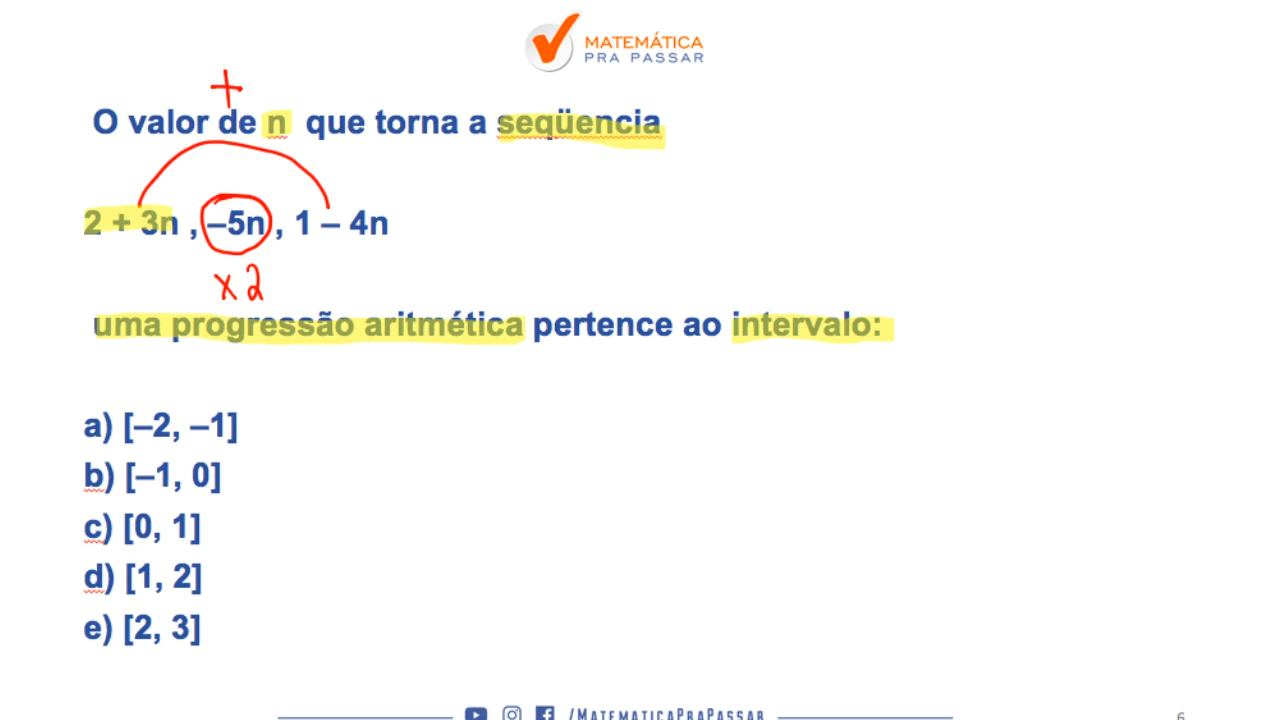 MATEMÁTICA
PRA PASSAR
+
O valor de n que torna a seqüencia
2 + 3n , –5n , 1 – 4n
x 2
uma progressão aritmética pertence ao intervalo:
a) [–2, –1]
b) [–1, 0]
c) [0, 1]
d) [1, 2]
e) [2, 3]
/MATEMATICAPRAPASSAR
6